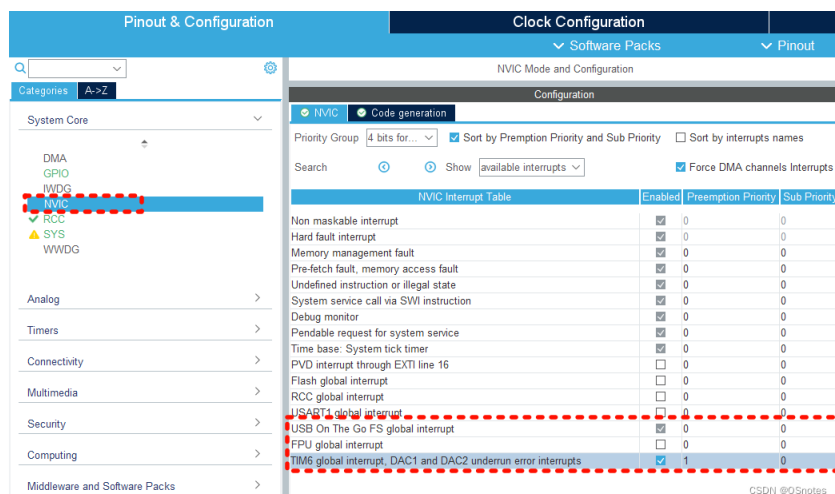 Pinout & Configuration
Clock Configuration
Software Packs
Pinout
NVIC Mode and Configuration
Categories
A->Z
System Core
DMA
GPIO
IWDG
NVIC
RCC
SYS
WWDG
Analog
Timers
Connectivity
Multimedia
Security
Computing
Middleware and Software Packs
Configuration
NVIC
Code generation
Priority Group 4 bits for... Sort by Premption Priority and Sub Priority Sort by interrupts names
Search Show available interrupts Force DMA channels Interrupts
NVIC Interrupt Table Enabled Preemption Priority Sub Priority
Non maskable interrupt 0 0
Hard fault interrupt 0 0
Memory management fault 0 0
Pre-fetch fault, memory access fault 0 0
Undefined instruction or illegal state 0 0
System service call via SWI instruction 0 0
Debug monitor 0 0
Pendable request for system service 0 0
Time base: System tick timer 0 0
PVD interrupt through EXTI line 16 0 0
Flash global interrupt 0 0
RCC global interrupt 0 0
USART1 global interrupt 0 0
USB On The Go FS global interrupt 0 0
FPU global interrupt 0 0
TIM6 global interrupt, DAC1 and DAC2 underrun error interrupts 1 0
CSDN @OSnotes